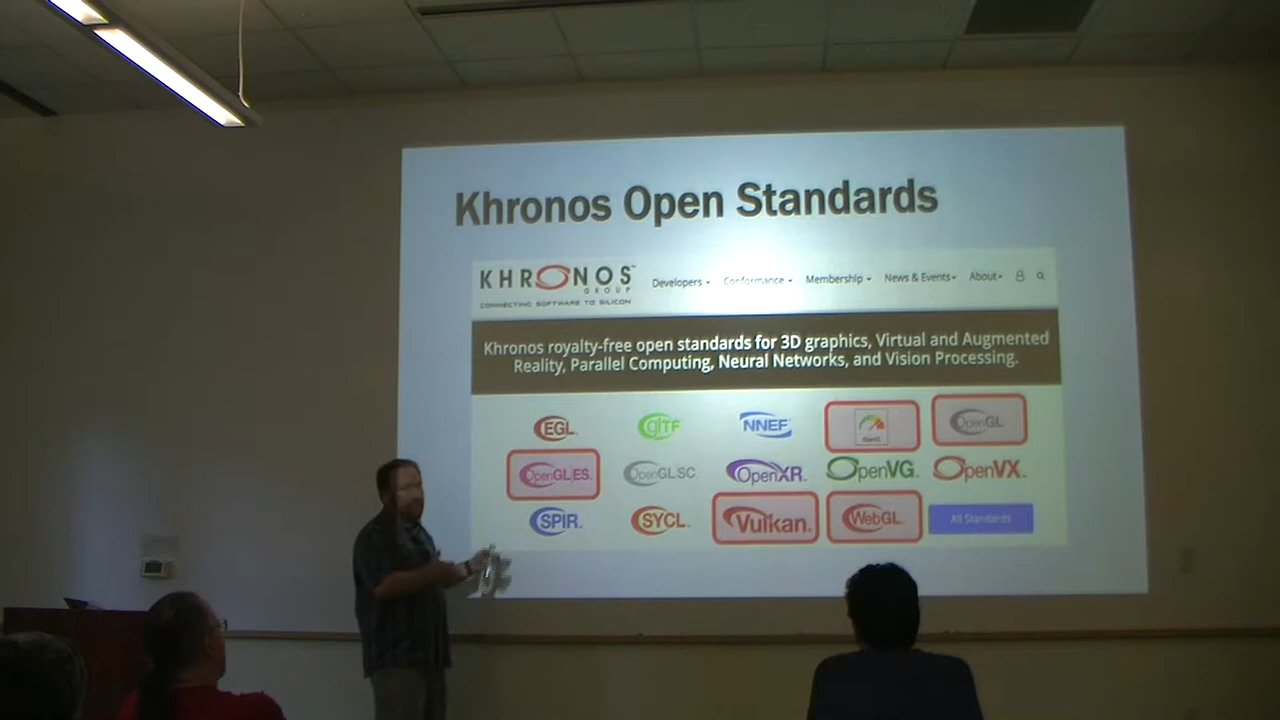 Khronos Open Standards
KHRONOS
GROUP
CONNECTING SOFTWARE TO SILICON
Developers Conformance Membership News & Events About
Khronos royalty-free open standards for 3D graphics, Virtual and Augmented
Reality, Parallel Computing, Neural Networks, and Vision Processing.
EGL glTF NNEF OpenCL OpenGL
OpenGL|ES OpenGL SC OpenXR OpenVG OpenVX
SPIR SYCL Vulkan WebGL All Standards